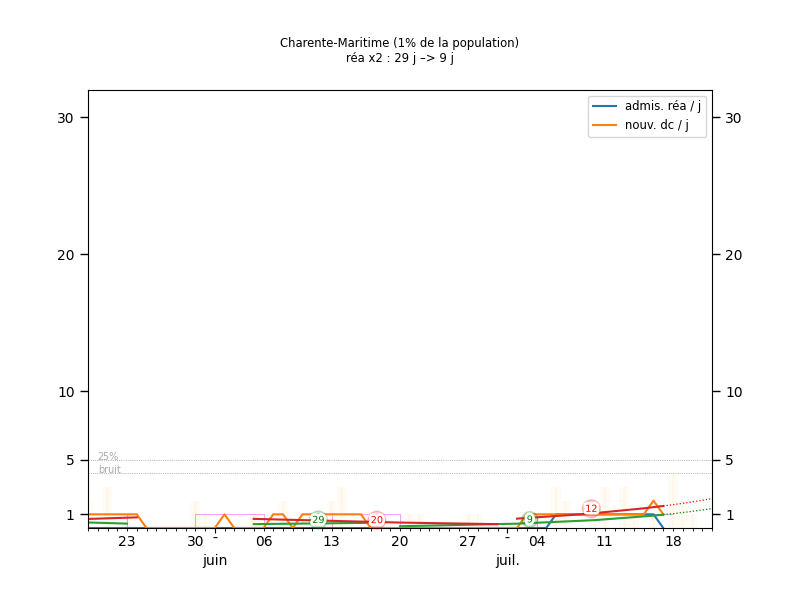 Charente-Maritime (1% de la population)
réa x2 : 29 j –> 9 j
admis. réa / j
nouv. dc / j
30 30
20 20
10 10
5 5
1 1
25%
bruit
29 20 9 12
23 30 - 06 13 20 27 - 04 11 18
juin juil.